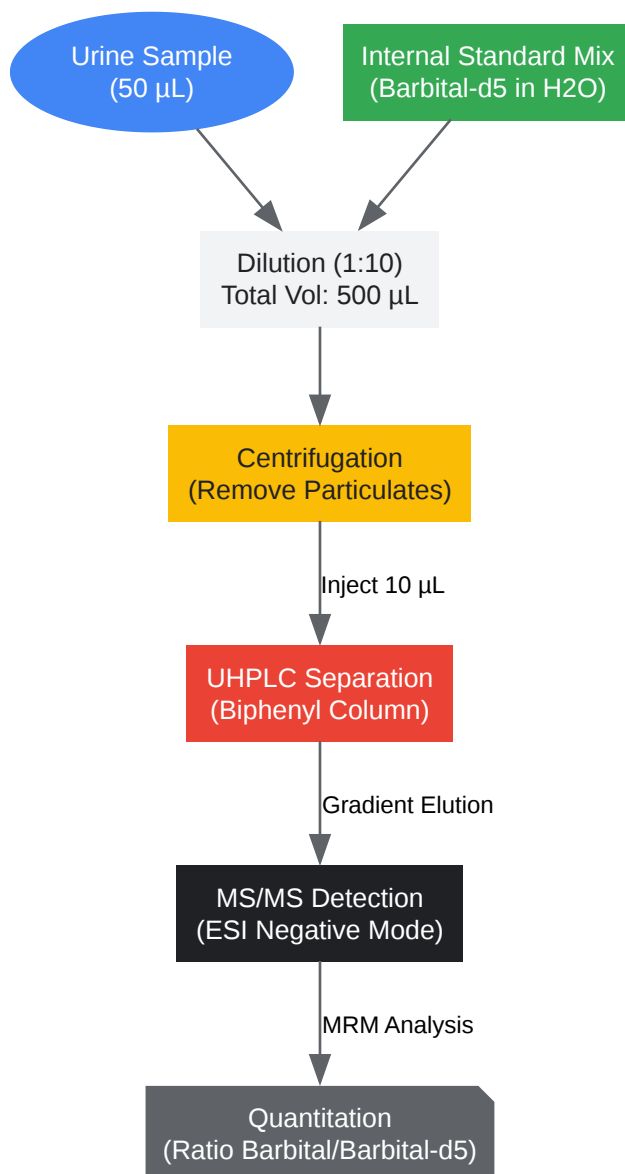 Urine Sample
(50 µL)
Internal Standard Mix
(Barbital-d5 in H2O)
Dilution (1:10)
Total Vol: 500 µL
Centrifugation
(Remove Particulates)
Inject 10 µL
UHPLC Separation
(Biphenyl Column)
Gradient Elution
MS/MS Detection
(ESI Negative Mode)
MRM Analysis
Quantitation
(Ratio Barbital/Barbital-d5)